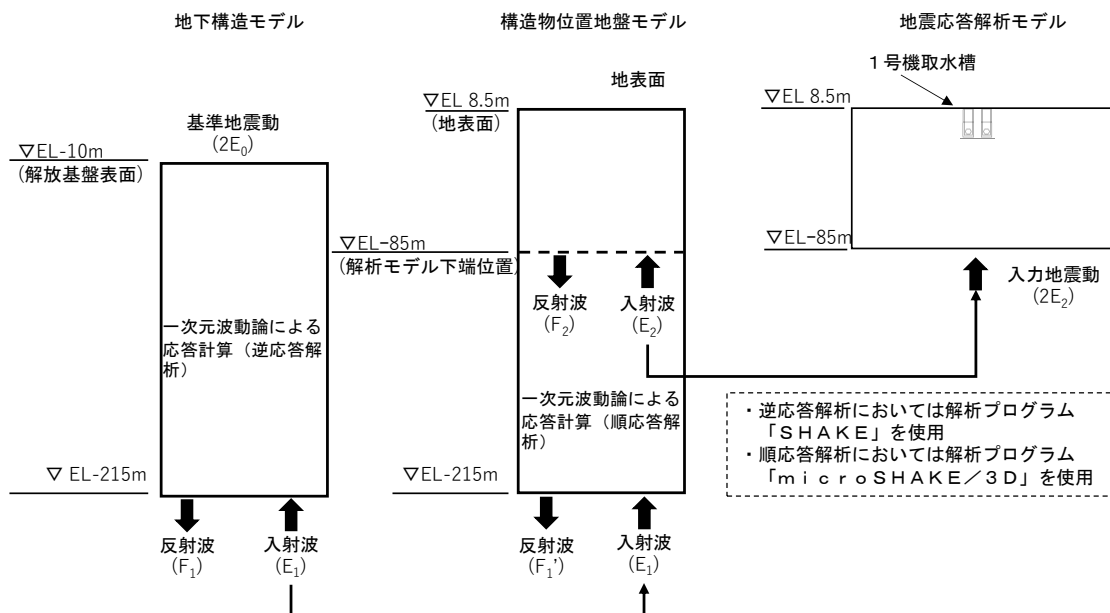 地下構造モデル
基準地震動
(2E₀)
▽EL-10m
(解放基盤表面)
一次元波動論による
応答計算（逆応答解
析）
▽ EL-215m
反射波
(F₁)
入射波
(E₁)
構造物位置地盤モデル
地表面
▽EL 8.5m
(地表面)
▽EL-85m
(解析モデル下端位置)
反射波
(F₂)
入射波
(E₂)
一次元波動論による
応答計算（順応答解
析）
▽EL-215m
反射波
(F₁')
入射波
(E₁)
地震応答解析モデル
１号機取水槽
▽EL 8.5m
▽EL-85m
入力地震動
(2E₂)
・逆応答解析においては解析プログラム
「ＳＨＡＫＥ」を使用
・順応答解析においては解析プログラム
「ｍｉｃｒｏＳＨＡＫＥ／３Ｄ」を使用